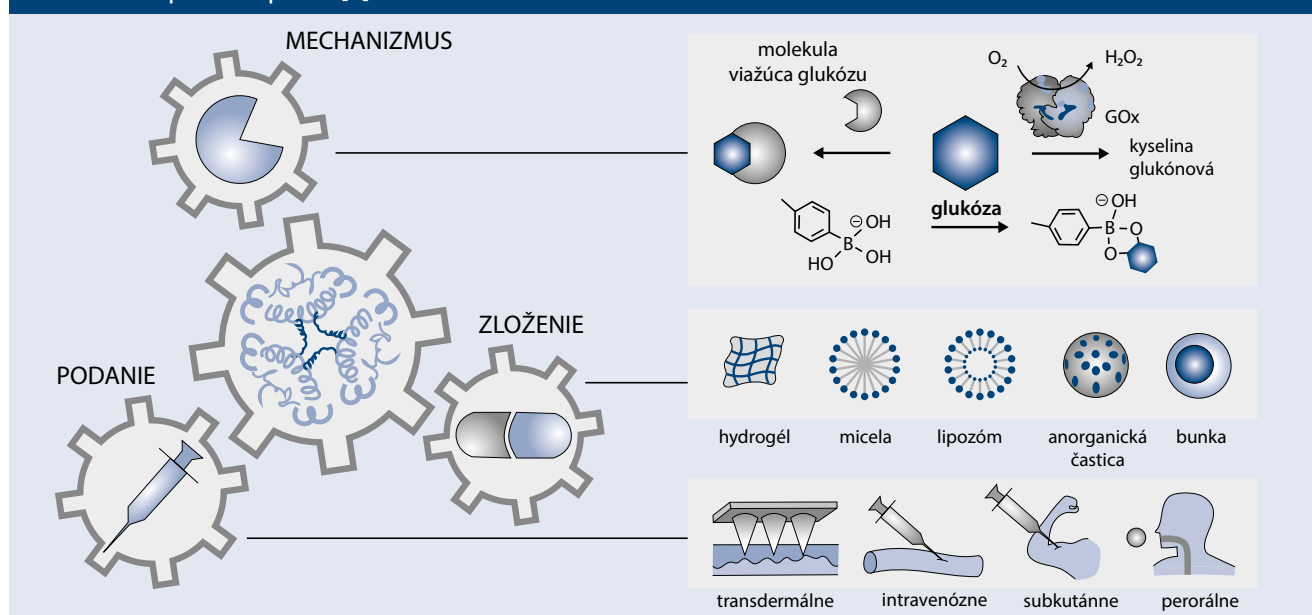 MECHANIZMUS
molekula
viažúca glukózu
O₂
H₂O₂
GOx
kyselina
glukónová
glukóza
⊖
OH
B
OH
HO
OH
⊖
OH
B
O
O
ZLOŽENIE
hydrogél
micela
lipozóm
anorganická
častica
bunka
PODANIE
transdermálne
intravenózne
subkutánne
perorálne